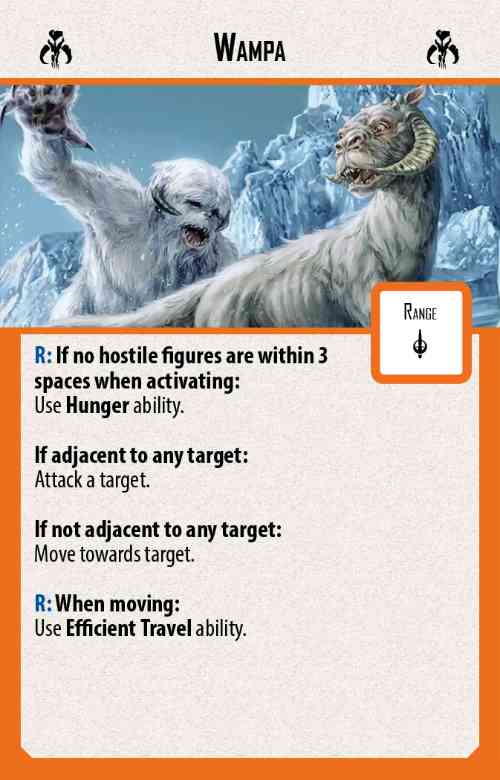 Wampa
Range
R: If no hostile figures are within 3
spaces when activating:
Use Hunger ability.
If adjacent to any target:
Attack a target.
If not adjacent to any target:
Move towards target.
R: When moving:
Use Efficient Travel ability.